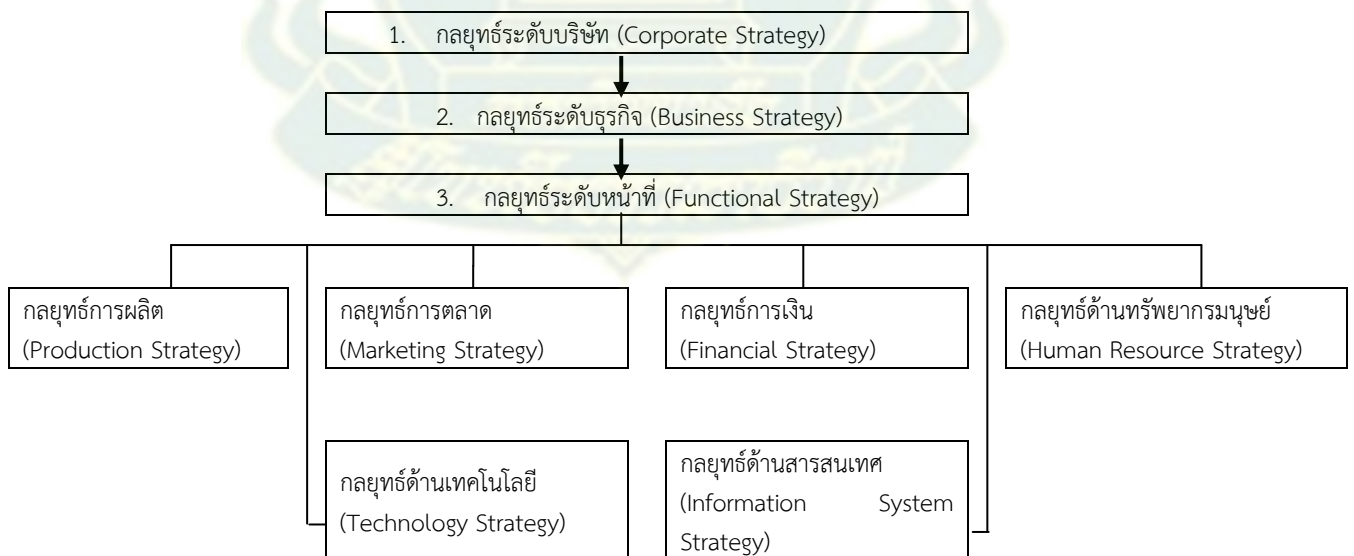 1. กลยุทธ์ระดับบริษัท (Corporate Strategy)
2. กลยุทธ์ระดับธุรกิจ (Business Strategy)
3. กลยุทธ์ระดับหน้าที่ (Functional Strategy)
กลยุทธ์การผลิต
(Production Strategy)
กลยุทธ์การตลาด
(Marketing Strategy)
กลยุทธ์การเงิน
(Financial Strategy)
กลยุทธ์ด้านทรัพยากรมนุษย์
(Human Resource Strategy)
กลยุทธ์ด้านเทคโนโลยี
(Technology Strategy)
กลยุทธ์ด้านสารสนเทศ
(Information System
Strategy)